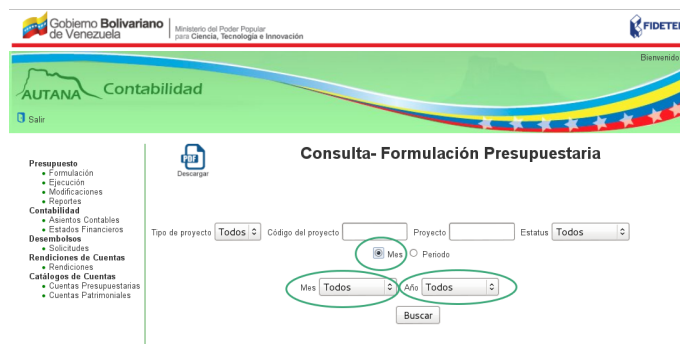 Gobierno Bolivariano
de Venezuela
Ministerio del Poder Popular
para Ciencia, Tecnología e Innovación
FIDETE
Bienvenido
AUTANA
Contabilidad
Salir
Presupuesto
Formulación
Ejecución
Modificaciones
Reportes
Contabilidad
Asientos Contables
Estados Financieros
Desembolsos
Solicitudes
Rendiciones de Cuentas
Rendiciones
Catálogos de Cuentas
Cuentas Presupuestarias
Cuentas Patrimoniales
PDF
Descargar
Consulta- Formulación Presupuestaria
Tipo de proyecto Todos Código del proyecto Proyecto Estatus Todos
Mes Periodo
Mes Todos Año Todos
Buscar